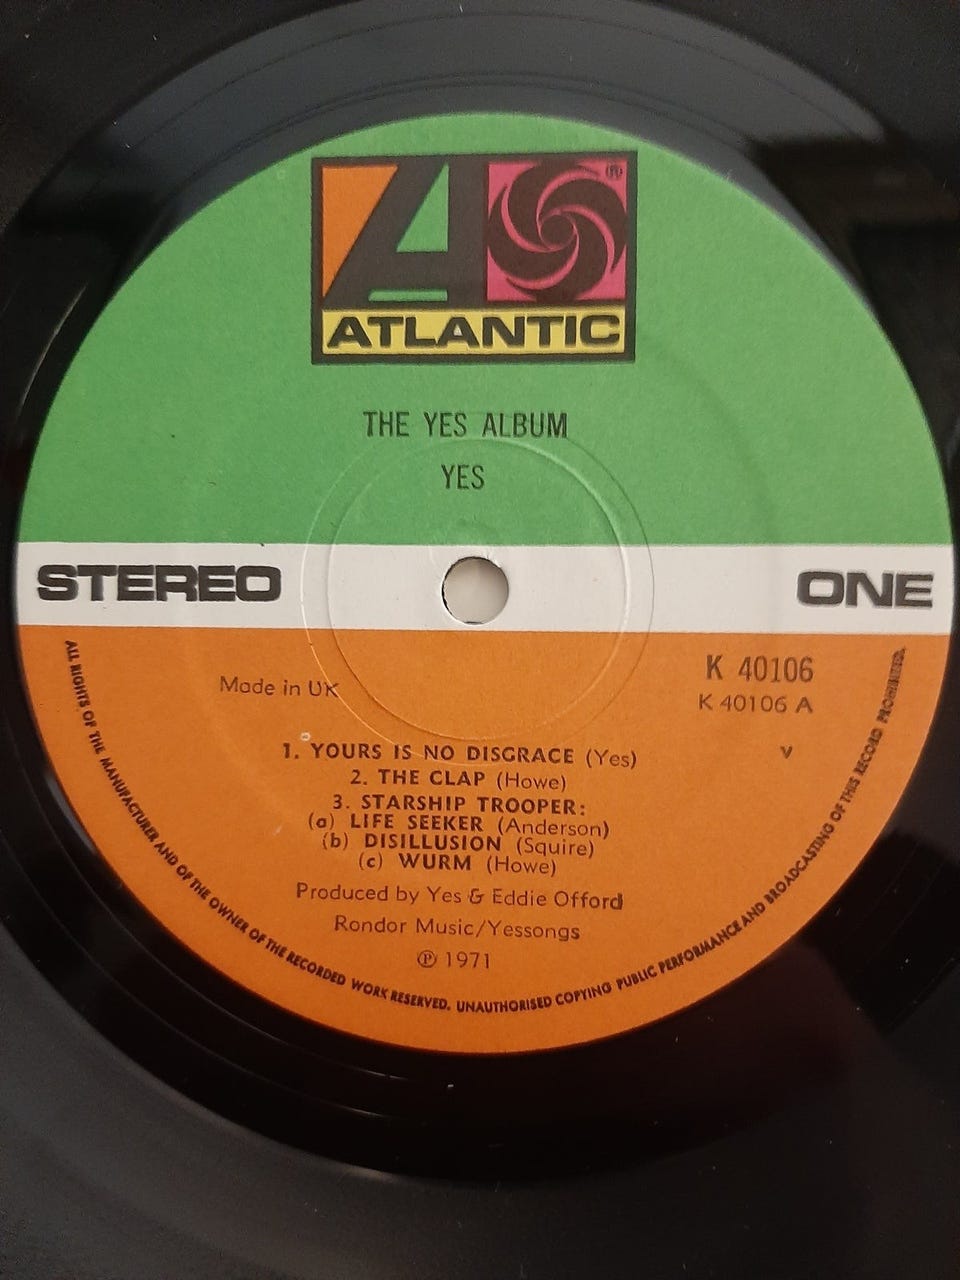 ®
ATLANTIC
THE YES ALBUM
YES
STEREO
ONE
K 40106
Made in UK
K 40106 A
1. YOURS IS NO DISGRACE (Yes)
V
2. THE CLAP (Howe)
3. STARSHIP TROOPER:
(a) LIFE SEEKER (Anderson)
(b) DISILLUSION (Squire)
(c) WURM (Howe)
Produced by Yes & Eddie Offord
Rondor Music/Yessongs
℗ 1971
ALL RIGHTS OF THE MANUFACTURER AND OF THE OWNER OF THE RECORDED WORK RESERVED. UNAUTHORISED COPYING PUBLIC PERFORMANCE AND BROADCASTING OF THIS RECORD PROHIBITED.